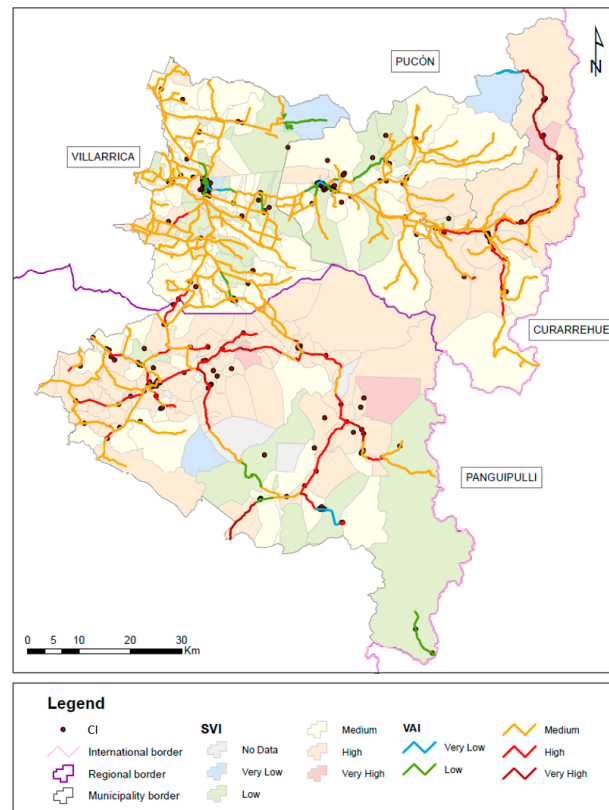 PUCÓN
N
VILLARRICA
CURARREHUE
PANGUIPULLI
0 5 10 20 30
Km
Legend
CI
International border
Regional border
Municipality border
SVI
No Data
Very Low
Low
Medium
High
Very High
VAI
Very Low
Low
Medium
High
Very High